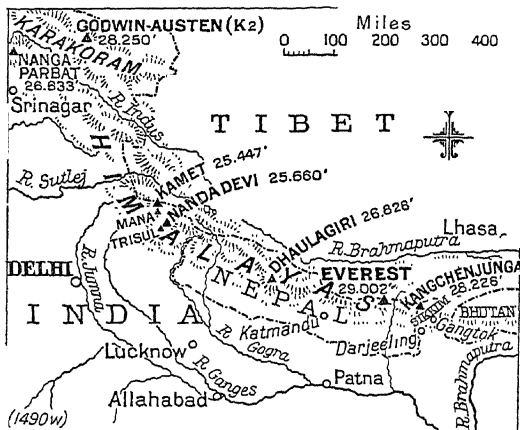 GODWIN-AUSTEN (K2)
28.250'
Miles
0 100 200 300 400
KARAKORAM
NANGA
PARBAT
26.633
Srinagar
R. Indus
TIBET
HIMALAYAS
R. Sutlej
KAMET 25.447'
NANDA DEVI 25.660'
MANA
TRISUL
DHAULAGIRI 26.826'
Lhasa
R. Brahmaputra
DELHI
R. Jumna
NEPAL
EVEREST
29.002'
KANGCHENJUNGA
28.226'
SIKKIM
BHUTAN
INDIA
Katmandu
Darjeeling
Gangtok
R. Gogra
Lucknow
R. Ganges
Patna
R. Brahmaputra
Allahabad
(1490w)